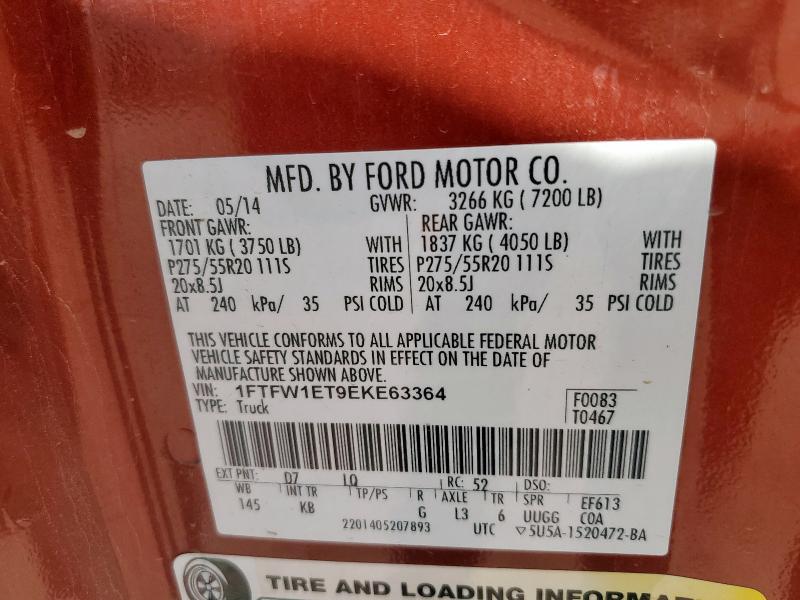 MFD. BY FORD MOTOR CO.
DATE: 05/14 GVWR: 3266 KG ( 7200 LB)
FRONT GAWR: REAR GAWR:
1701 KG ( 3750 LB) WITH 1837 KG ( 4050 LB) WITH
P275/55R20 111S TIRES P275/55R20 111S TIRES
20x8.5J RIMS 20x8.5J RIMS
AT 240 kPa/ 35 PSI COLD AT 240 kPa/ 35 PSI COLD
THIS VEHICLE CONFORMS TO ALL APPLICABLE FEDERAL MOTOR
VEHICLE SAFETY STANDARDS IN EFFECT ON THE DATE OF
MANUFACTURE SHOWN ABOVE.
VIN: 1FTFW1ET9EKE63364 F0083
TYPE: Truck T0467
EXT PNT: D7 LQ RC: 52 DSO:
WB INT TR TP/PS R AXLE TR SPR EF613
145 KB G L3 6 UUGG COA
2201405207893 UTC ▽5U5A-1520472-BA
TIRE AND LOADING